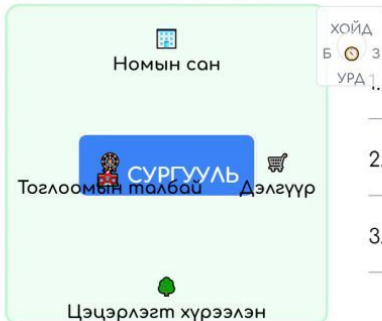 Номын сан
СУРГУУЛЬ
Тоглоомын талбай
Дэлгүүр
Цэцэрлэгт хүрээлэн
ХОЙД
Б З
УРД
1.
2.
3.